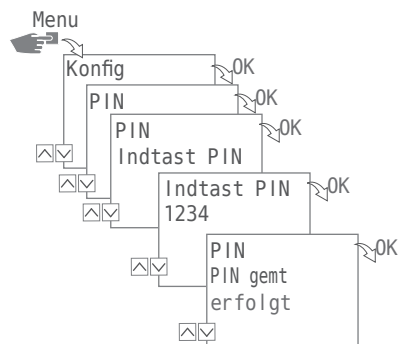 Menu
Konfig
OK
PIN
OK
PIN
OK
Indtast PIN
Indtast PIN
OK
1234
PIN
OK
PIN gemt
erfolgt